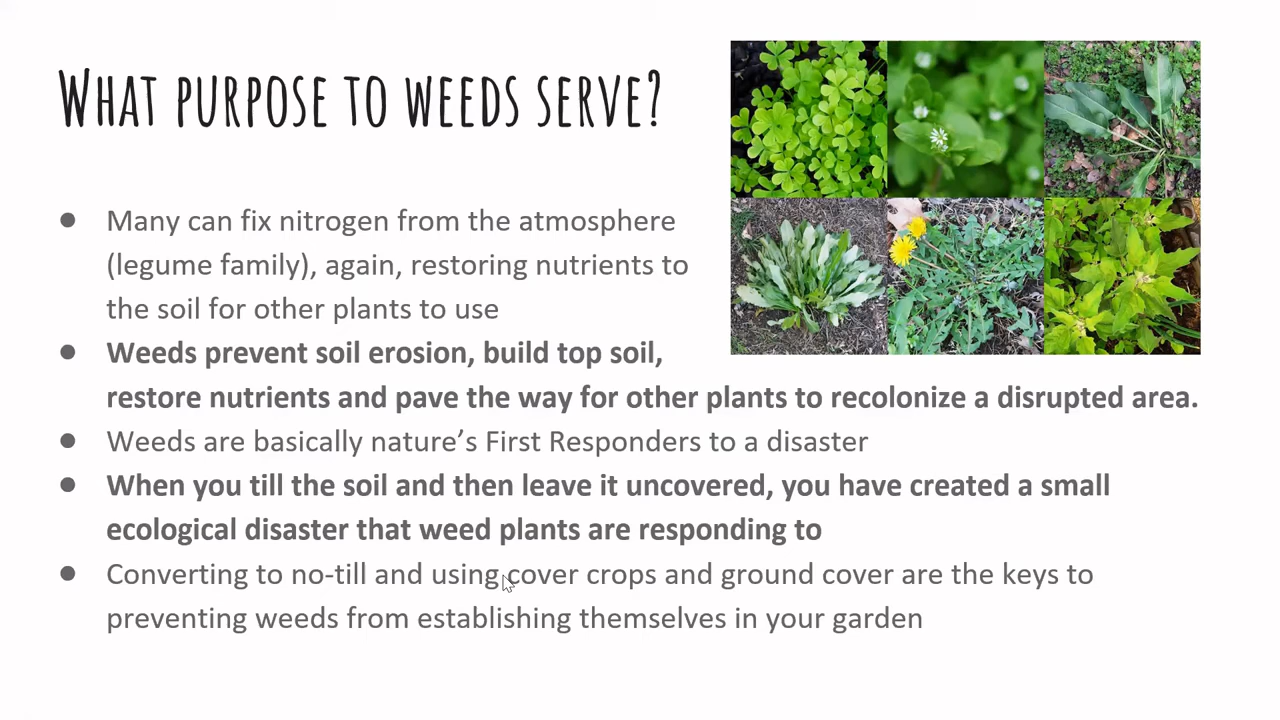 What purpose to weeds serve?
● Many can fix nitrogen from the atmosphere
(legume family), again, restoring nutrients to
the soil for other plants to use
● Weeds prevent soil erosion, build top soil,
restore nutrients and pave the way for other plants to recolonize a disrupted area.
● Weeds are basically nature’s First Responders to a disaster
● When you till the soil and then leave it uncovered, you have created a small
ecological disaster that weed plants are responding to
● Converting to no-till and using cover crops and ground cover are the keys to
preventing weeds from establishing themselves in your garden